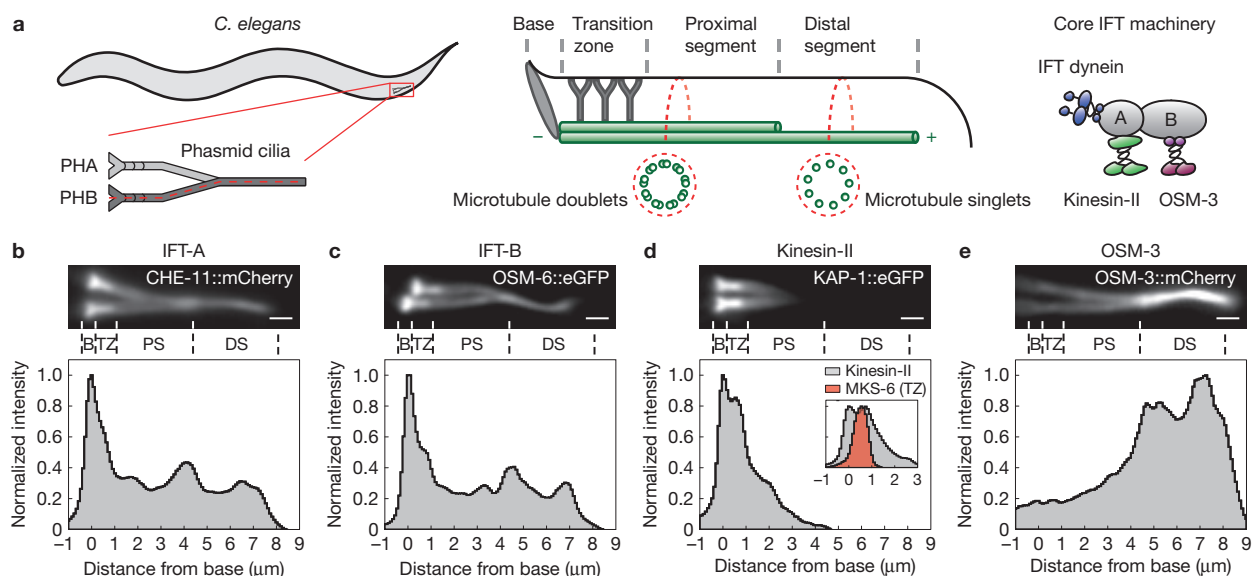 a
C. elegans
PHA
PHB
Phasmid cilia
Base
Transition
zone
Proximal
segment
Distal
segment
−
+
Microtubule doublets
Microtubule singlets
Core IFT machinery
IFT dynein
A
B
Kinesin-II
OSM-3
b
IFT-A
CHE-11::mCherry
B TZ PS DS
Normalized intensity
1.0
0.8
0.6
0.4
0.2
0
−1 0 1 2 3 4 5 6 7 8 9
Distance from base (μm)
c
IFT-B
OSM-6::eGFP
B TZ PS DS
Normalized intensity
1.0
0.8
0.6
0.4
0.2
0
−1 0 1 2 3 4 5 6 7 8 9
Distance from base (μm)
d
Kinesin-II
KAP-1::eGFP
B TZ PS DS
Normalized intensity
1.0
0.8
0.6
0.4
0.2
0
Kinesin-II
MKS-6 (TZ)
−1 0 1 2 3
−1 0 1 2 3 4 5 6 7 8 9
Distance from base (μm)
e
OSM-3
OSM-3::mCherry
B TZ PS DS
Normalized intensity
1.0
0.8
0.6
0.4
0.2
0
−1 0 1 2 3 4 5 6 7 8 9
Distance from base (μm)